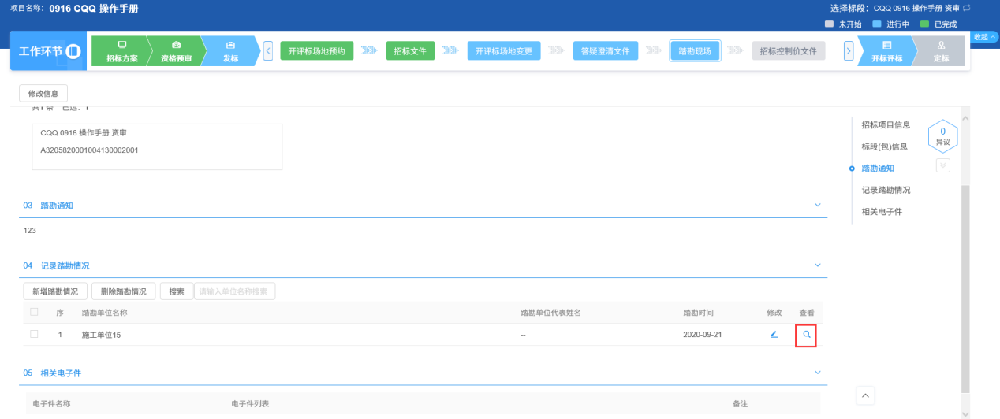 项目名称: 0916 CQQ 操作手册
选择标段: CQQ 0916 操作手册 资审
未开始 进行中 已完成
收起
工作环节
招标方案 资格预审 发标
开评标场地预约 招标文件 开评标场地变更 答疑澄清文件 踏勘现场 招标控制价文件
开标评标 定标
修改信息
共1条 已选: 1
CQQ 0916 操作手册 资审
A3205820001004130002001
招标项目信息
标段(包)信息
踏勘通知
记录踏勘情况
相关电子件
0
异议
03 踏勘通知
123
04 记录踏勘情况
新增踏勘情况 删除踏勘情况 搜索 请输入单位名称搜索
序 踏勘单位名称 踏勘单位代表姓名 踏勘时间 修改 查看
1 施工单位15 -- 2020-09-21
05 相关电子件
电子件名称 电子件列表 备注